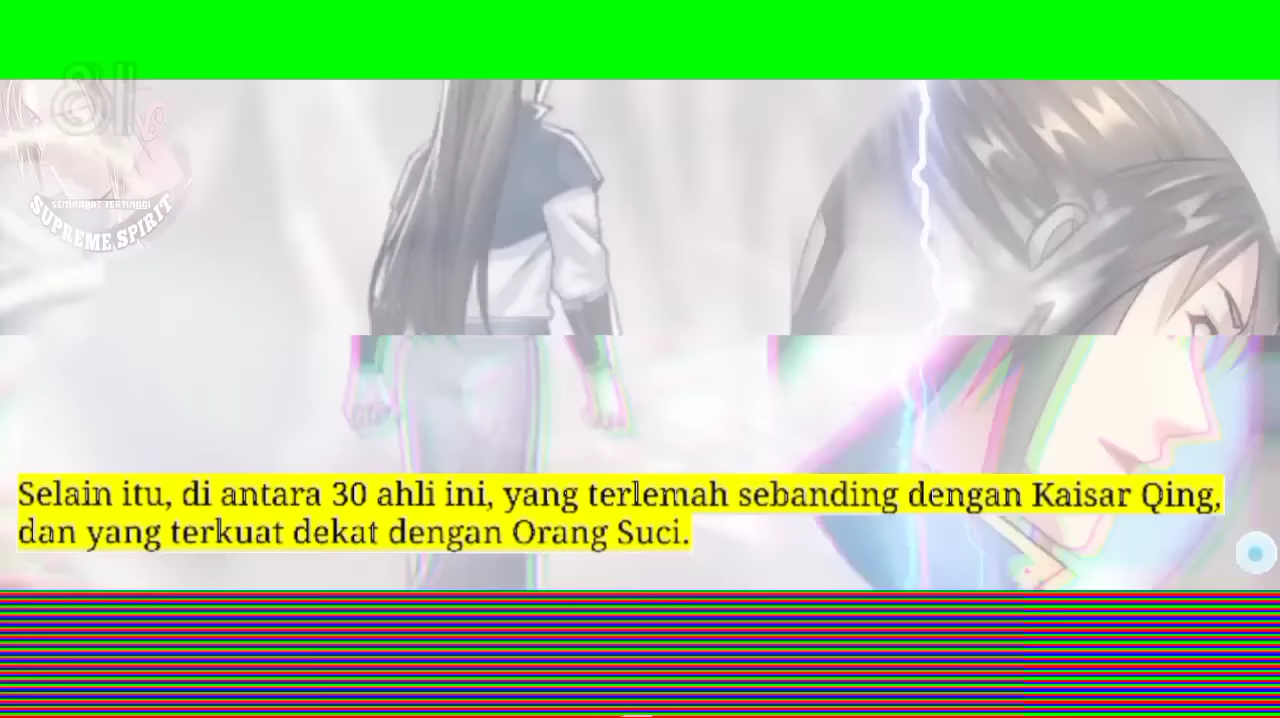 811
SEMANGAT TERTINGGI
SUPREME SPIRIT
Selain itu, di antara 30 ahli ini, yang terlemah sebanding dengan Kaisar Qing,
dan yang terkuat dekat dengan Orang Suci.